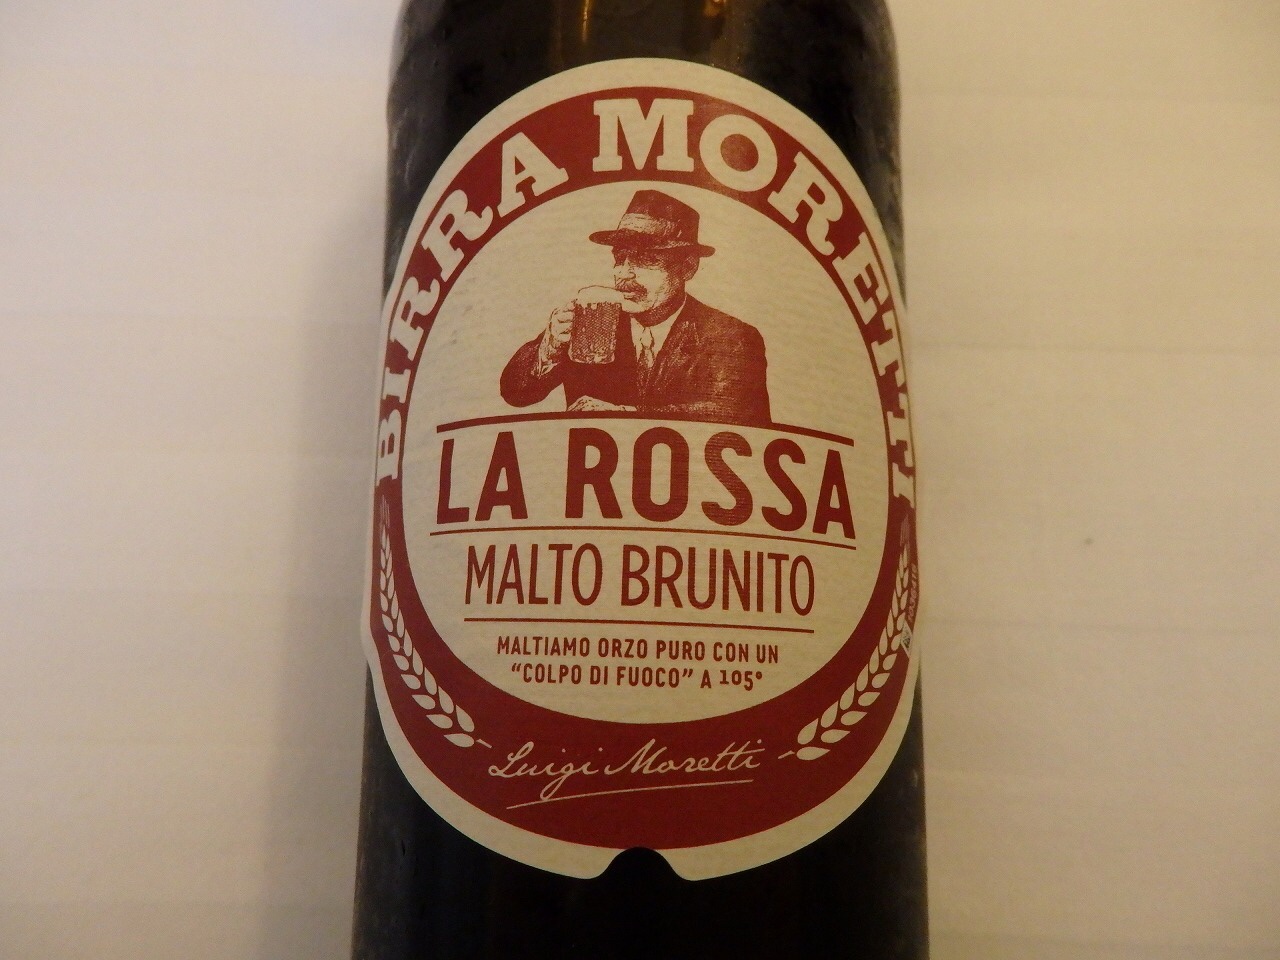 BIRRA MORETTI
LA ROSSA
MALTO BRUNITO
MALTIAMO ORZO PURO CON UN
“COLPO DI FUOCO” A 105°
Luigi Moretti